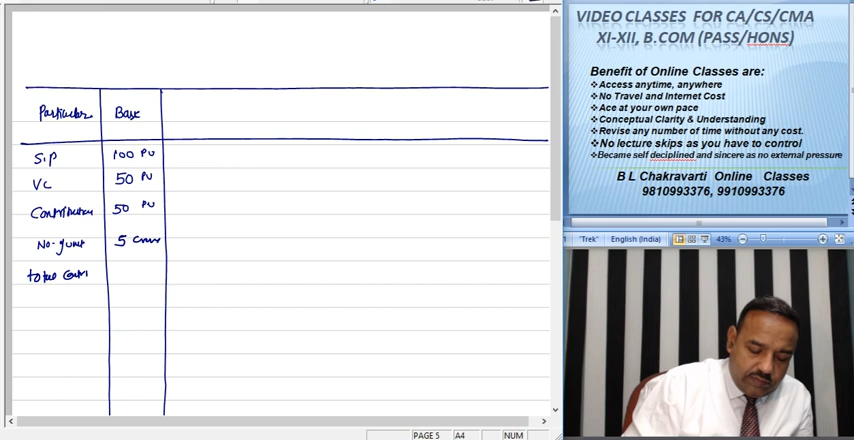 Particular Base
S.P 100 PU
VC 50 PU
Contribution 50 PU
No. of unit 5
Total
PAGE 5 A4 NUM
VIDEO CLASSES FOR CA/CS/CMA
XI-XII, B.COM (PASS/HONS)
Benefit of Online Classes are:
❖Access anytime, anywhere
❖No Travel and Internet Cost
❖Ace at your own pace
❖Conceptual Clarity & Understanding
❖Revise any number of time without any cost.
❖No lecture skips as you have to control
❖Became self deciplined and sincere as no external pressure
B L Chakravarti Online Classes
9810993376, 9910993376
1 "Trek" English (India) 43%